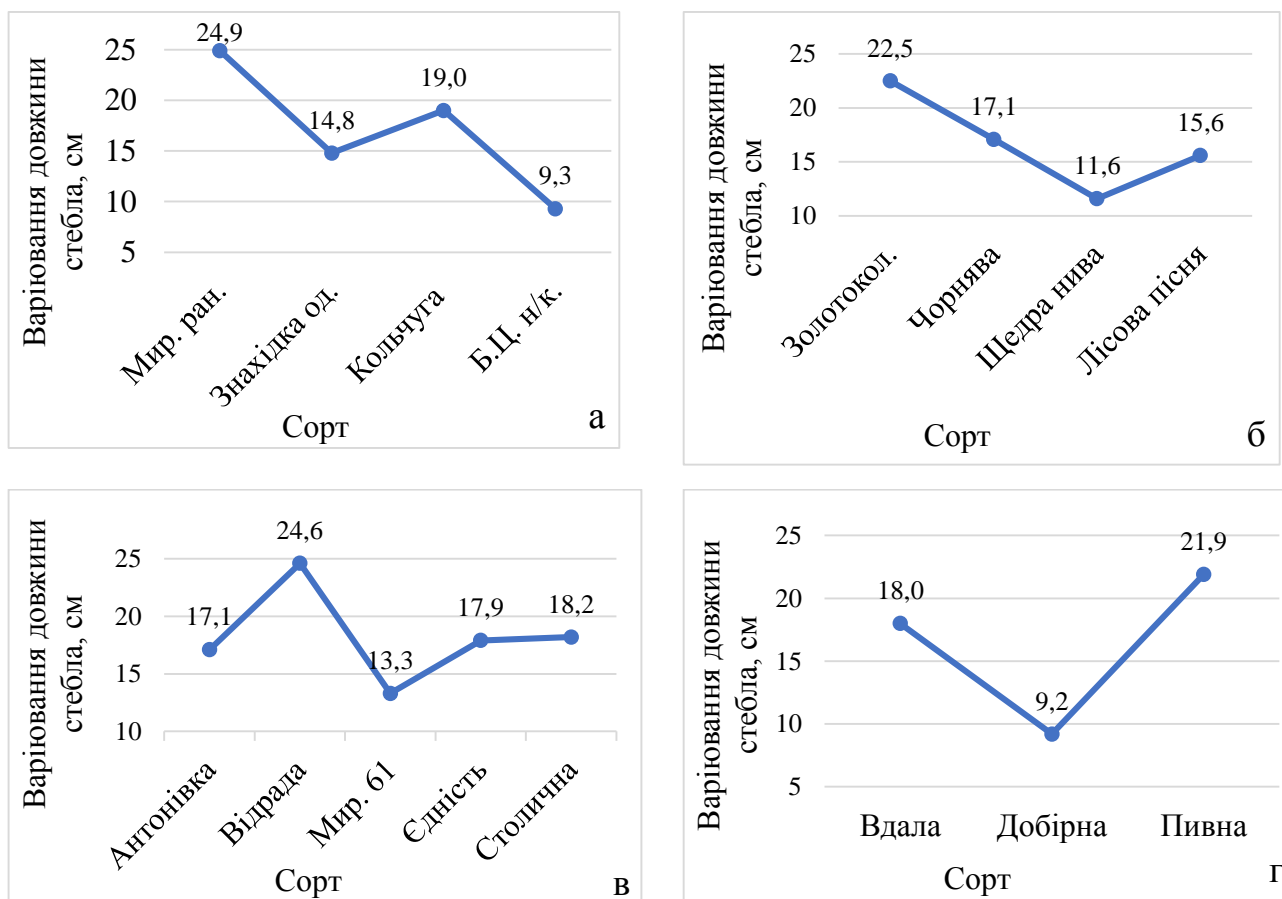 Варіювання довжини
стебла, см
25
20
15
10
5
24,9
14,8
19,0
9,3
Мир. ран.
Знахідка од.
Кольчуга
Б.Ц. н/к.
Сорт
а
Варіювання довжини
стебла, см
25
20
15
10
22,5
17,1
11,6
15,6
Золотокол.
Чорнява
Щедра нива
Лісова пісня
Сорт
б
Варіювання довжини
стебла, см
25
20
15
10
17,1
24,6
13,3
17,9
18,2
Антонівка
Відрада
Мир. 61
Єдність
Столична
Сорт
в
Варіювання довжини
стебла, см
25
20
15
10
5
18,0
9,2
21,9
Вдала
Добірна
Пивна
Сорт
г